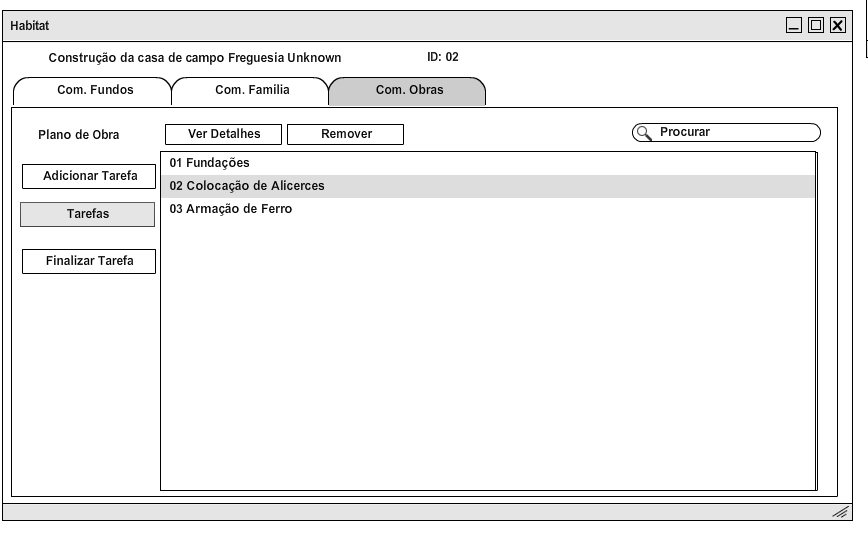 Habitat
Construção da casa de campo Freguesia Unknown ID: 02
Com. Fundos Com. Familia Com. Obras
Plano de Obra Ver Detalhes Remover Procurar
Adicionar Tarefa
Tarefas
Finalizar Tarefa
01 Fundações
02 Colocação de Alicerces
03 Armação de Ferro